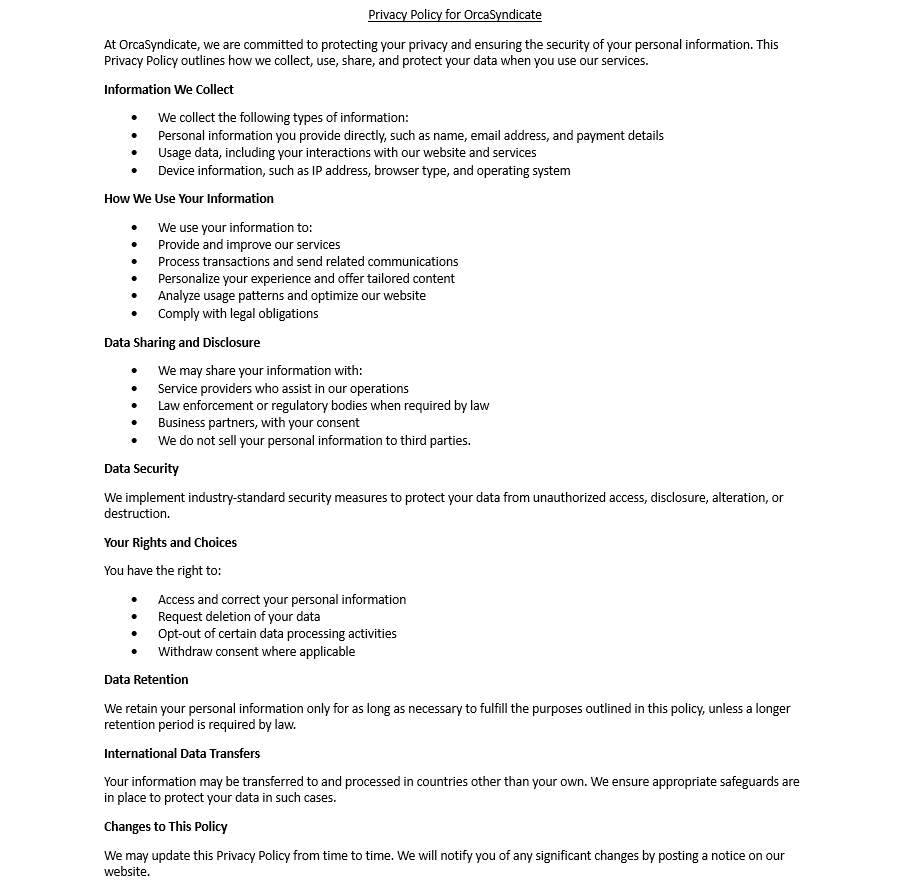 Privacy Policy for OrcaSyndicate
At OrcaSyndicate, we are committed to protecting your privacy and ensuring the security of your personal information. This
Privacy Policy outlines how we collect, use, share, and protect your data when you use our services.
Information We Collect
• We collect the following types of information:
• Personal information you provide directly, such as name, email address, and payment details
• Usage data, including your interactions with our website and services
• Device information, such as IP address, browser type, and operating system
How We Use Your Information
• We use your information to:
• Provide and improve our services
• Process transactions and send related communications
• Personalize your experience and offer tailored content
• Analyze usage patterns and optimize our website
• Comply with legal obligations
Data Sharing and Disclosure
• We may share your information with:
• Service providers who assist in our operations
• Law enforcement or regulatory bodies when required by law
• Business partners, with your consent
• We do not sell your personal information to third parties.
Data Security
We implement industry-standard security measures to protect your data from unauthorized access, disclosure, alteration, or
destruction.
Your Rights and Choices
You have the right to:
• Access and correct your personal information
• Request deletion of your data
• Opt-out of certain data processing activities
• Withdraw consent where applicable
Data Retention
We retain your personal information only for as long as necessary to fulfill the purposes outlined in this policy, unless a longer
retention period is required by law.
International Data Transfers
Your information may be transferred to and processed in countries other than your own. We ensure appropriate safeguards are
in place to protect your data in such cases.
Changes to This Policy
We may update this Privacy Policy from time to time. We will notify you of any significant changes by posting a notice on our
website.